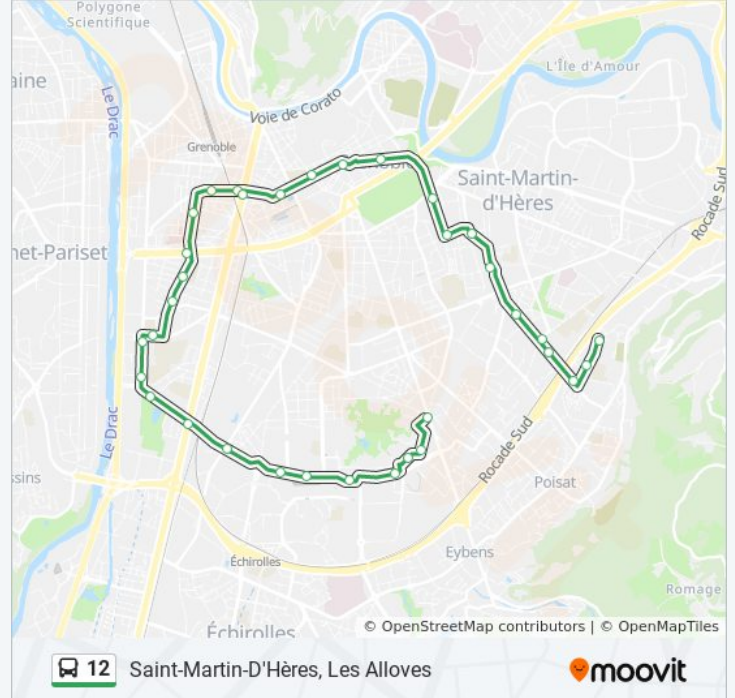 Polygone
Scientifique
L'Île d'Amour
aine
Le Drac
Voie de Corato
Grenoble
Saint-Martin-
d'Hères
Rocade Sud
net-Pariset
Le Drac
Rocade Sud
ssins
Poisat
Eybens
Échirolles
Romage
Échirolles
© OpenStreetMap contributors | © OpenMapTiles
12 Saint-Martin-D'Hères, Les Alloves
moovit